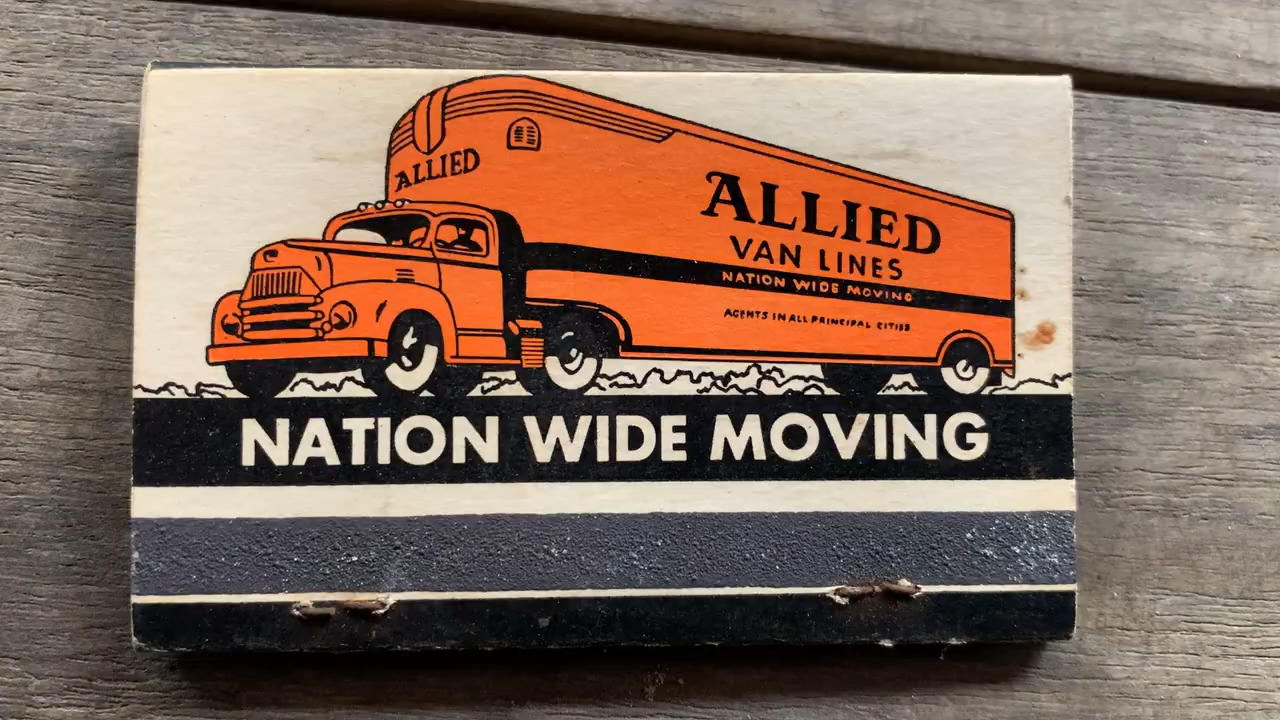 ALLIED
ALLIED
VAN LINES
NATION WIDE MOVING
AGENTS IN ALL PRINCIPAL CITIES
NATION WIDE MOVING